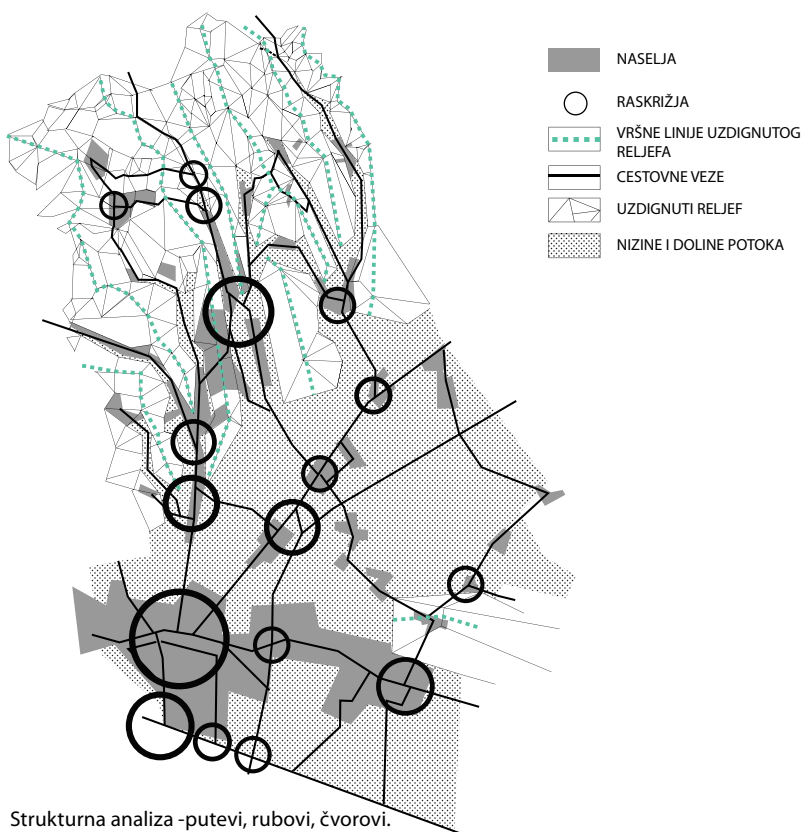 NASELJA
RASKRIŽJA
VRŠNE LINIJE UZDIGNUTOG
RELJEFA
CESTOVNE VEZE
UZDIGNUTI RELJEF
NIZINE I DOLINE POTOKA
Strukturna analiza -putevi, rubovi, čvorovi.